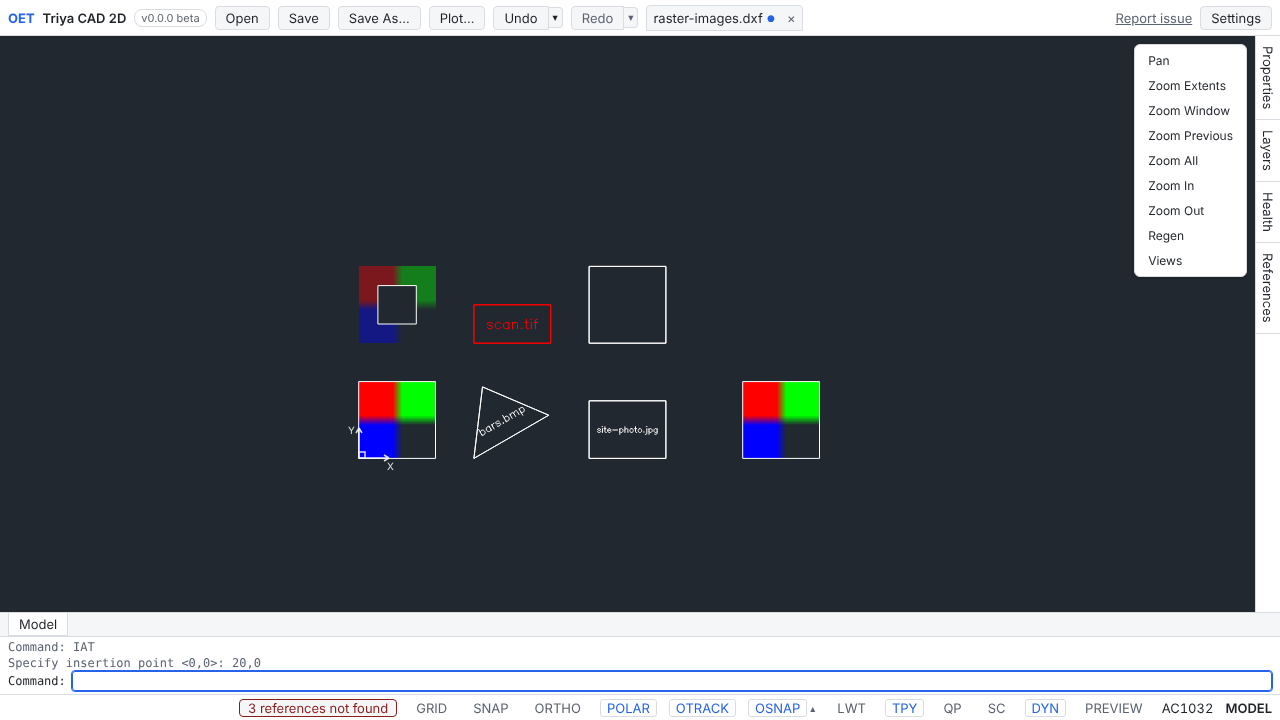 OET Triya CAD 2D v0.0.0 beta Open Save Save As... Plot... Undo ▾ Redo ▾ raster-images.dxf ● × Report issue Settings
Pan
Zoom Extents
Zoom Window
Zoom Previous
Zoom All
Zoom In
Zoom Out
Regen
Views
Properties
Layers
Health
References
scan.tif
bars.bmp
site-photo.jpg
Y
X
Model
Command: IAT
Specify insertion point <0,0>: 20,0
Command:
3 references not found GRID SNAP ORTHO POLAR OTRACK OSNAP ▴ LWT TPY QP SC DYN PREVIEW AC1032 MODEL